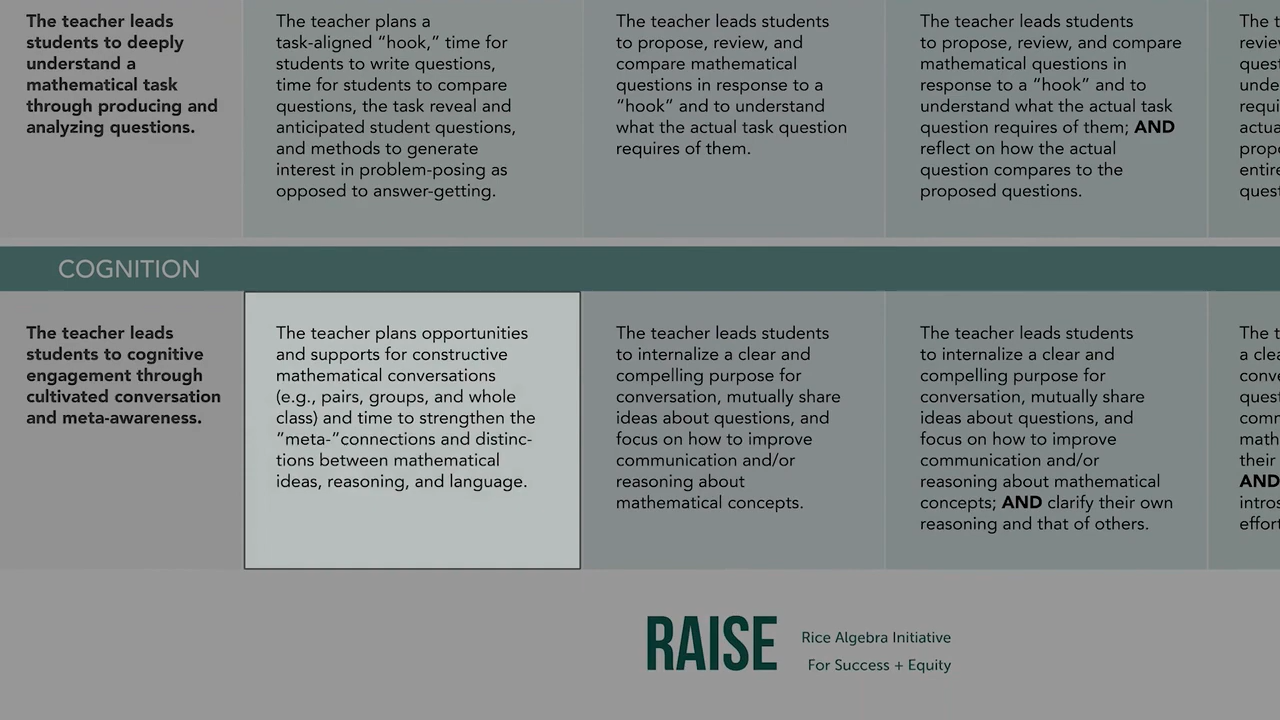 The teacher leads
students to deeply
understand a
mathematical task
through producing and
analyzing questions.
The teacher plans a
task-aligned “hook,” time for
students to write questions,
time for students to compare
questions, the task reveal and
anticipated student questions,
and methods to generate
interest in problem-posing as
opposed to answer-getting.
The teacher leads students
to propose, review, and
compare mathematical
questions in response to a
“hook” and to understand
what the actual task question
requires of them.
The teacher leads students
to propose, review, and compare
mathematical questions in
response to a “hook” and to
understand what the actual task
question requires of them; AND
reflect on how the actual
question compares to the
proposed questions.
COGNITION
The teacher leads
students to cognitive
engagement through
cultivated conversation
and meta-awareness.
The teacher plans opportunities
and supports for constructive
mathematical conversations
(e.g., pairs, groups, and whole
class) and time to strengthen the
“meta-”connections and distinc-
tions between mathematical
ideas, reasoning, and language.
The teacher leads students
to internalize a clear and
compelling purpose for
conversation, mutually share
ideas about questions, and
focus on how to improve
communication and/or
reasoning about
mathematical concepts.
The teacher leads students
to internalize a clear and
compelling purpose for
conversation, mutually share
ideas about questions, and
focus on how to improve
communication and/or
reasoning about mathematical
concepts; AND clarify their own
reasoning and that of others.
AND
RAISE
Rice Algebra Initiative
For Success + Equity